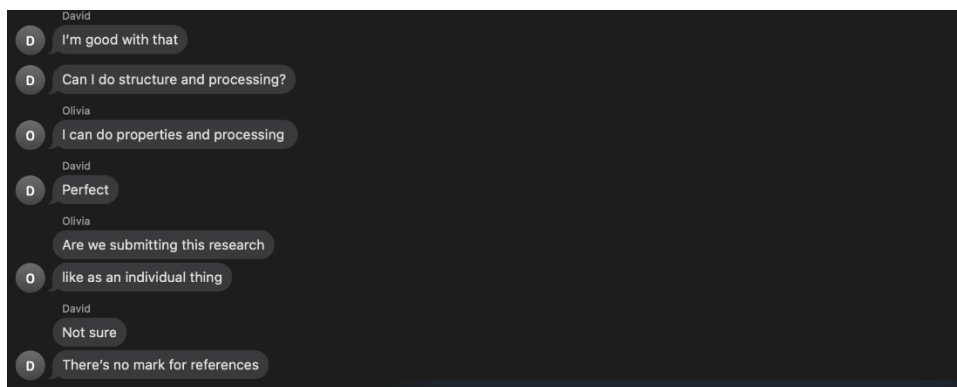 David
D
I'm good with that
D
Can I do structure and processing?
Olivia
O
I can do properties and processing
David
D
Perfect
Olivia
Are we submitting this research
O
like as an individual thing
David
Not sure
D
There's no mark for references